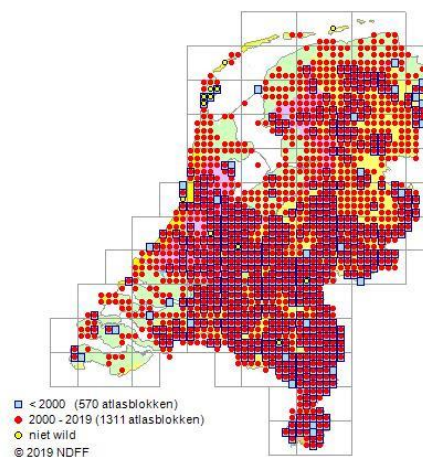 < 2000 (570 atlasblokken)
2000 - 2019 (1311 atlasblokken)
niet wild
© 2019 NDFF